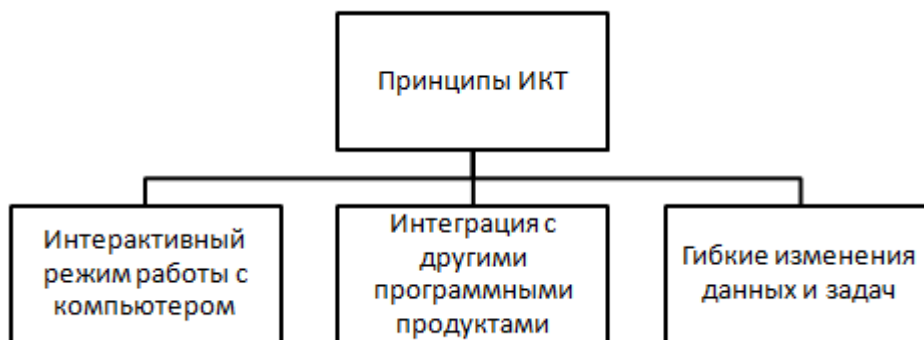 Принципы ИКТ
Интерактивный
режим работы с
компьютером
Интеграция с
другими
программными
продуктами
Гибкие изменения
данных и задач